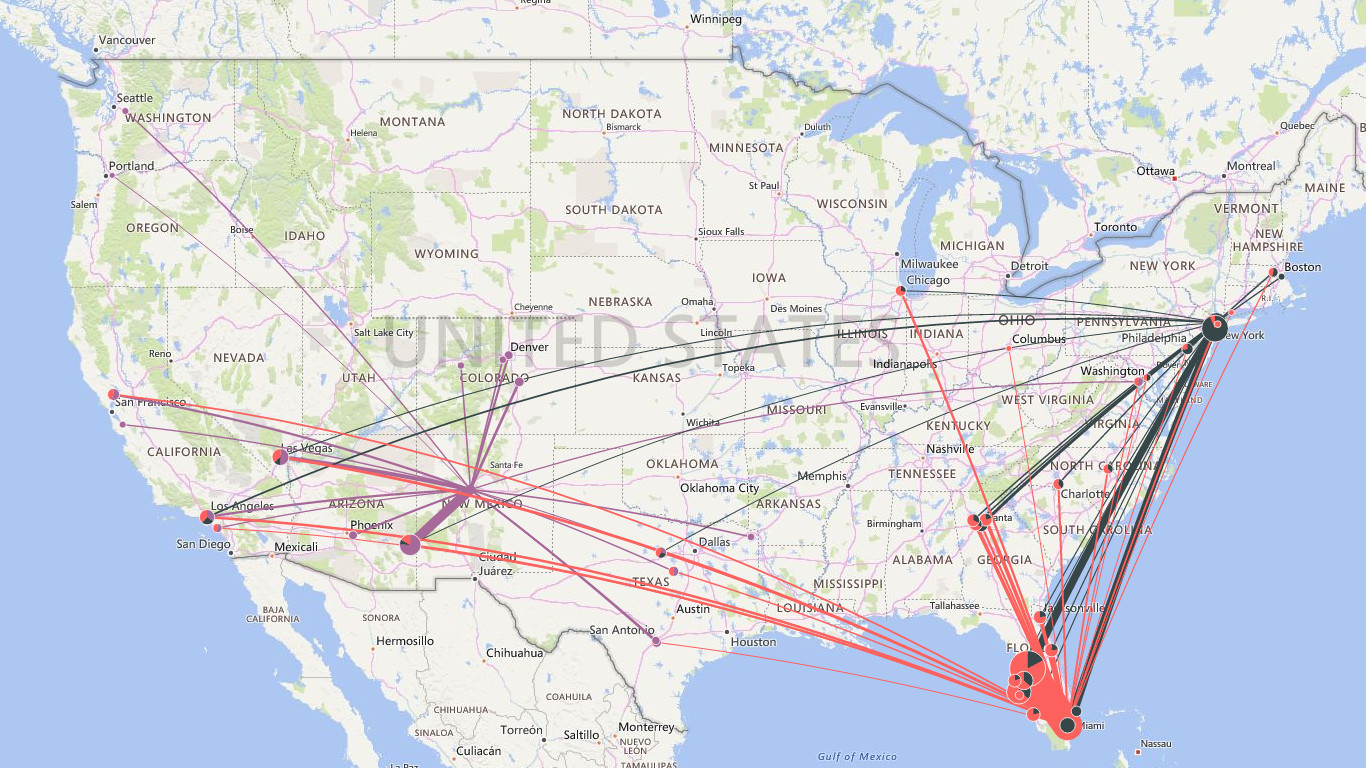 Regina
Winnipeg
Vancouver
Seattle
WASHINGTON
Helena
MONTANA
NORTH DAKOTA
Bismarck
Duluth
MINNESOTA
Quebec
Portland
Salem
OREGON
Boise
IDAHO
St Paul
WISCONSIN
Ottawa
Montreal
MAINE
VERMONT
SOUTH DAKOTA
Sioux Falls
WYOMING
MICHIGAN
Toronto
NEW
HAMPSHIRE
Milwaukee
Chicago
Detroit
NEW YORK
Boston
R.I.
IOWA
Des Moines
Omaha
NEBRASKA
Lincoln
Cheyenne
Salt Lake City
UNITED STATES
ILLINOIS
INDIANA
OHIO
Columbus
PENNSYLVANIA
Philadelphia
New York
Reno
NEVADA
UTAH
Denver
COLORADO
KANSAS
Topeka
Indianapolis
Washington
Dover
MARYLAND
WEST VIRGINIA
VIRGINIA
San Francisco
CALIFORNIA
Las Vegas
Santa Fe
Wichita
MISSOURI
Evansville
KENTUCKY
Nashville
TENNESSEE
NORTH CAROLINA
Charlotte
OKLAHOMA
Oklahoma City
Memphis
ARKANSAS
Los Angeles
ARIZONA
Phoenix
NEW MEXICO
San Diego
Mexicali
Ciudad
Juárez
Dallas
TEXAS
Birmingham
ALABAMA
GEORGIA
SOUTH CAROLINA
MISSISSIPPI
LOUISIANA
Tallahassee
Jacksonville
BAJA
CALIFORNIA
SONORA
Hermosillo
Chihuahua
Austin
San Antonio
Houston
FLO
COAHUILA
CHIHUAHUA
SINALOA
Torreón
Saltillo
Monterrey
NUEVO
LEÓN
Culiacán
La Paz
TAMAULIPAS
Gulf of Mexico
Miami
Nassau